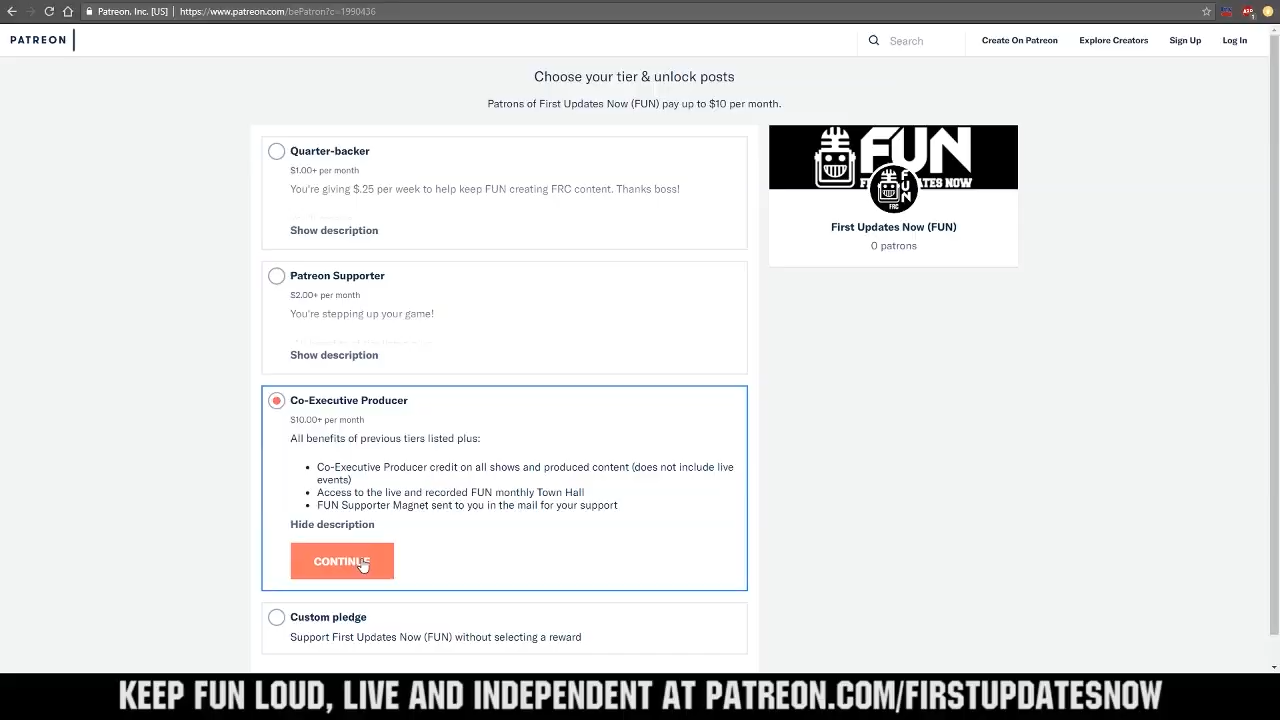 Patreon, Inc. [US] | https://www.patreon.com/bePatron?c=1990436
PATREON
Search
Create On Patreon
Explore Creators
Sign Up
Log In
Choose your tier & unlock posts
Patrons of First Updates Now (FUN) pay up to $10 per month.
Quarter-backer
$1.00+ per month
You're giving $.25 per week to help keep FUN creating FRC content. Thanks boss!
Show description
Patreon Supporter
$2.00+ per month
You're stepping up your game!
Show description
Co-Executive Producer
$10.00+ per month
All benefits of previous tiers listed plus:
• Co-Executive Producer credit on all shows and produced content (does not include live
events)
• Access to the live and recorded FUN monthly Town Hall
• FUN Supporter Magnet sent to you in the mail for your support
Hide description
CONTINUE
Custom pledge
Support First Updates Now (FUN) without selecting a reward
FUN
FUN
FRC
First Updates Now (FUN)
0 patrons
KEEP FUN LOUD, LIVE AND INDEPENDENT AT PATREON.COM/FIRSTUPDATESNOW